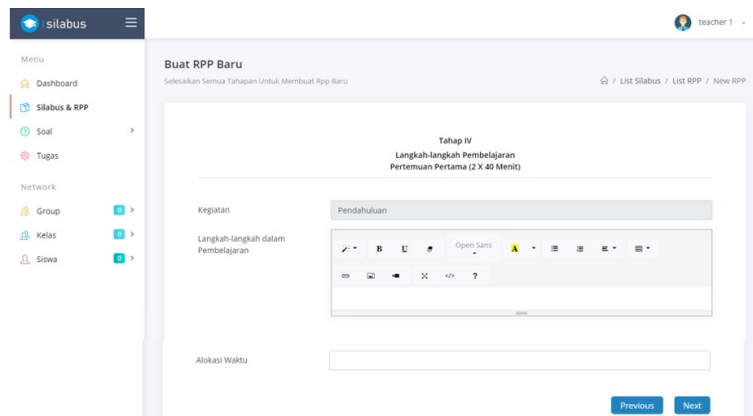 silabus
teacher 1
Menu
Dashboard
Silabus & RPP
Soal
Tugas
Network
Group 0
Kelas 0
Siswa 0
Buat RPP Baru
Selesaikan Semua Tahapan Untuk Membuat Rpp Baru
/ List Silabus / List RPP / New RPP
Tahap IV
Langkah-langkah Pembelajaran
Pertemuan Pertama (2 X 40 Menit)
Kegiatan
Pendahuluan
Langkah-langkah dalam
Pembelajaran
B U Open Sans A
</> ?
Alokasi Waktu
Previous Next